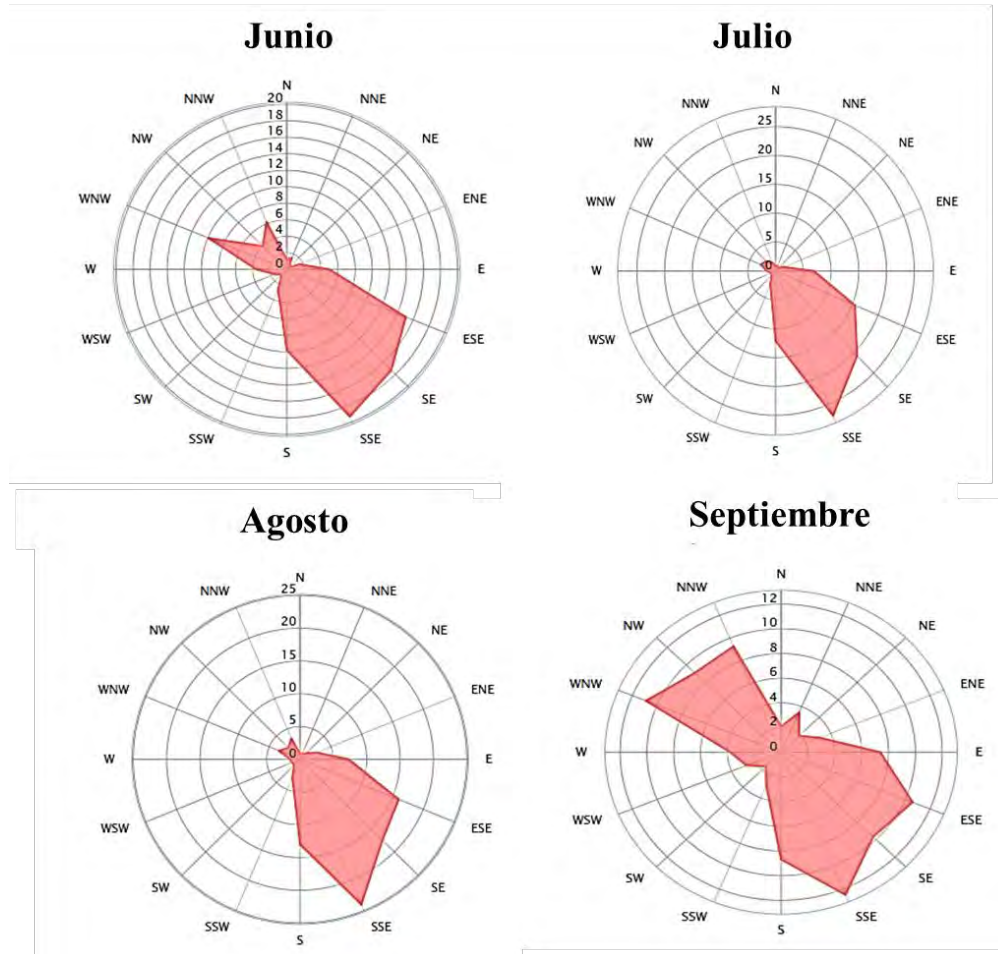 Junio
N
NNW
NNE
NW
NE
WNW
ENE
W
E
WSW
ESE
SW
SE
SSW
SSE
S
20
18
16
14
12
10
8
6
4
2
0
Julio
N
NNW
NNE
NW
NE
WNW
ENE
W
E
WSW
ESE
SW
SE
SSW
SSE
S
25
20
15
10
5
0
Agosto
N
NNW
NNE
NW
NE
WNW
ENE
W
E
WSW
ESE
SW
SE
SSW
SSE
S
25
20
15
10
5
0
Septiembre
N
NNW
NNE
NW
NE
WNW
ENE
W
E
WSW
ESE
SW
SE
SSW
SSE
S
12
10
8
6
4
2
0